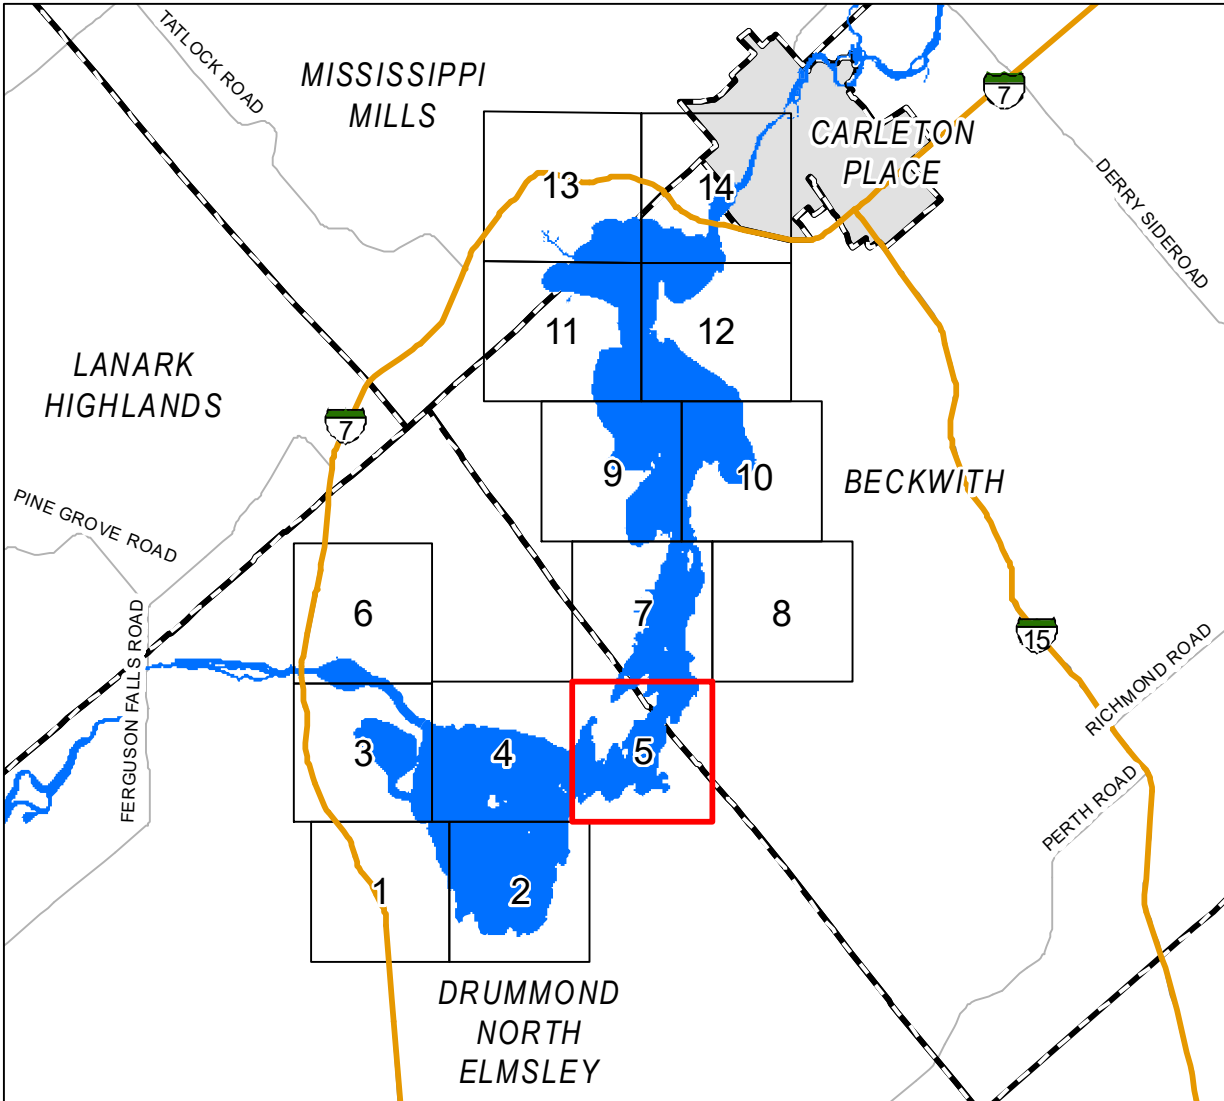 TATLOCK ROAD
MISSISSIPPI
MILLS
7
CARLETON
PLACE
DERRY SIDEROAD
13
14
11
12
LANARK
HIGHLANDS
7
9
10
BECKWITH
PINE GROVE ROAD
6
7
8
15
FERGUSON FALLS ROAD
RICHMOND ROAD
3
4
5
PERTH ROAD
1
2
DRUMMOND
NORTH
ELMSLEY